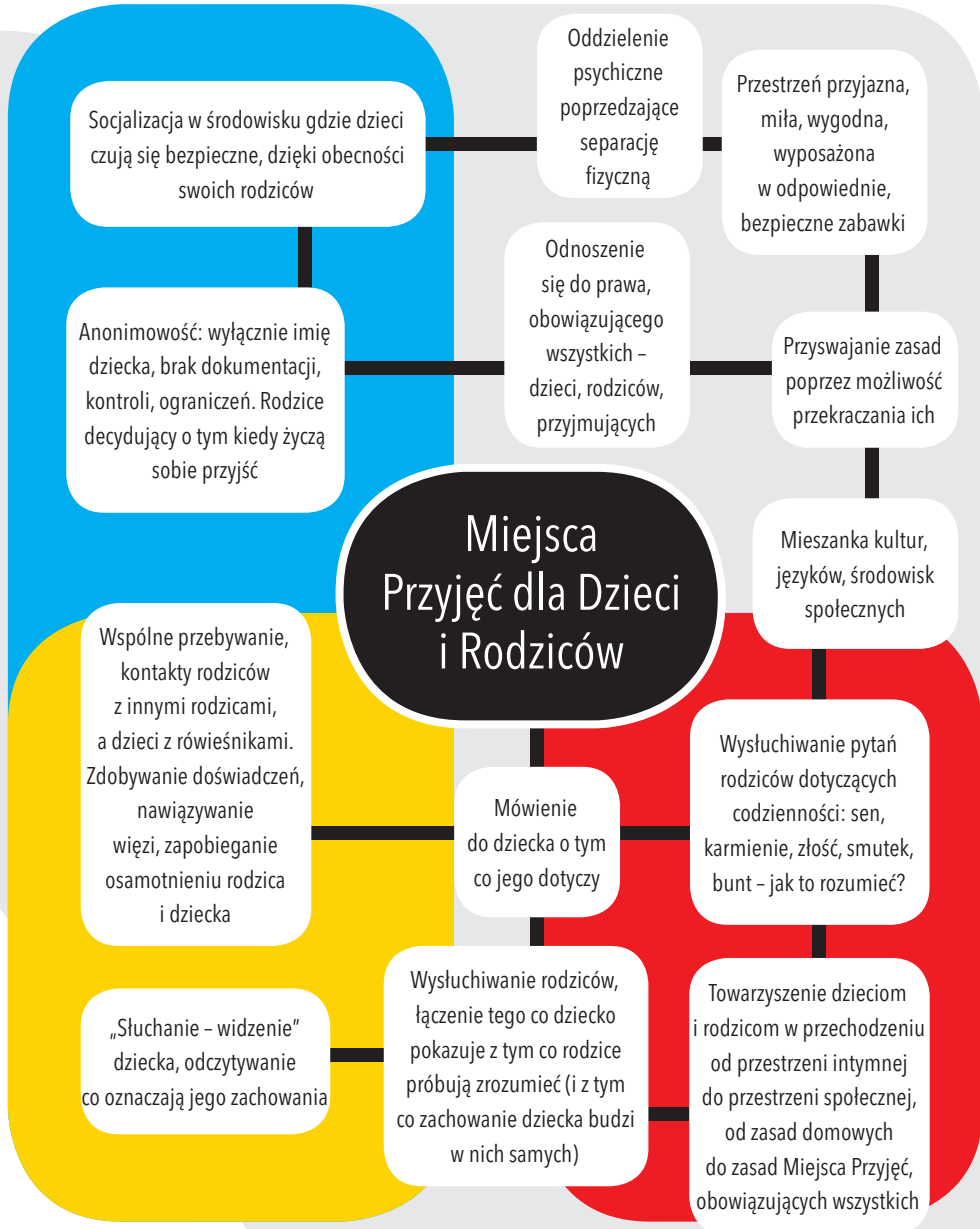 Oddzielenie
psychiczne
poprzedzające
separację
fizyczną
Przestrzeń przyjazna,
miła, wygodna,
wyposażona
w odpowiednie,
bezpieczne zabawki
Socjalizacja w środowisku gdzie dzieci
czują się bezpieczne, dzięki obecności
swoich rodziców
Odnoszenie
się do prawa,
obowiązującego
wszystkich –
dzieci, rodziców,
przyjmujących
Anonimowość: wyłącznie imię
dziecka, brak dokumentacji,
kontroli, ograniczeń. Rodzice
decydujący o tym kiedy życzą
sobie przyjść
Przyswajanie zasad
poprzez możliwość
przekraczania ich
Miejsca
Przyjęć dla Dzieci
i Rodziców
Mieszanka kultur,
języków, środowisk
społecznych
Wspólne przebywanie,
kontakty rodziców
z innymi rodzicami,
a dzieci z rówieśnikami.
Zdobywanie doświadczeń,
nawiązywanie
więzi, zapobieganie
osamotnieniu rodzica
i dziecka
Mówienie
do dziecka o tym
co jego dotyczy
Wysłuchiwanie pytań
rodziców dotyczących
codzienności: sen,
karmienie, złość, smutek,
bunt – jak to rozumieć?
„Słuchanie – widzenie”
dziecka, odczytywanie
co oznaczają jego zachowania
Wysłuchiwanie rodziców,
łączenie tego co dziecko
pokazuje z tym co rodzice
próbują zrozumieć (i z tym
co zachowanie dziecka budzi
w nich samych)
Towarzyszenie dzieciom
i rodzicom w przechodzeniu
od przestrzeni intymnej
do przestrzeni społecznej,
od zasad domowych
do zasad Miejsca Przyjęć,
obowiązujących wszystkich